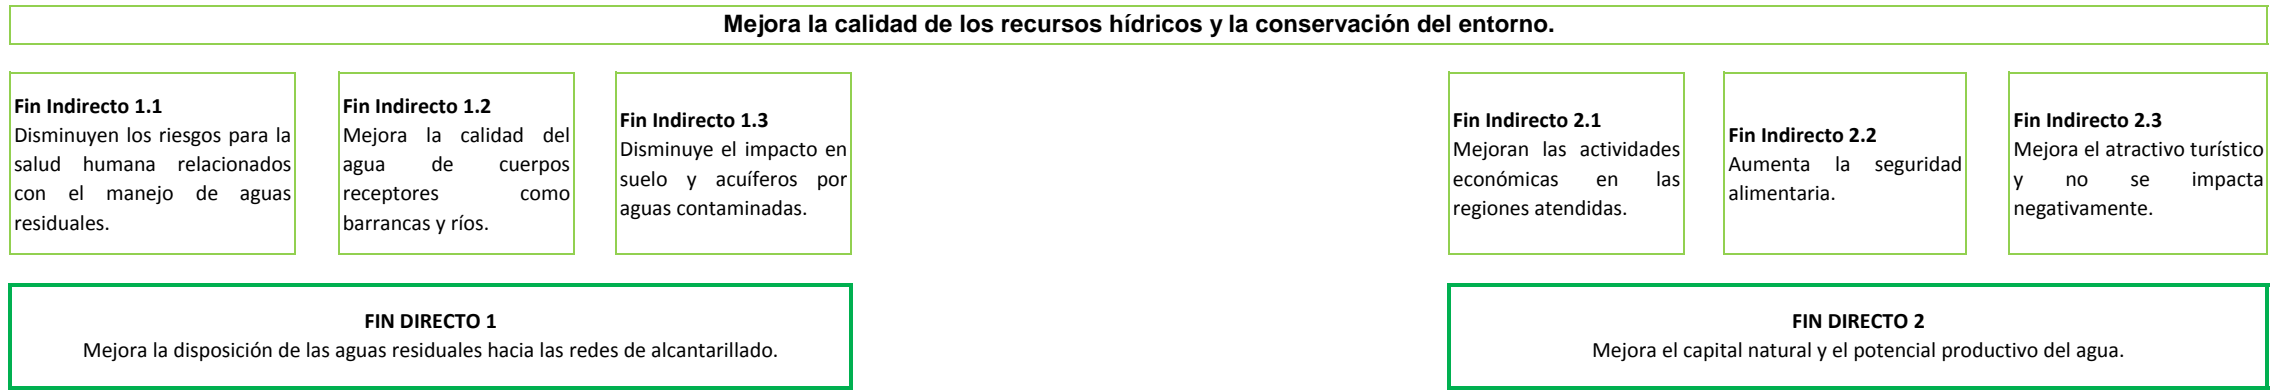 Mejora la calidad de los recursos hídricos y la conservación del entorno.
Fin Indirecto 1.1
Disminuyen los riesgos para la
salud humana relacionados
con el manejo de aguas
residuales.
Fin Indirecto 1.2
Mejora la calidad del
agua de cuerpos
receptores como
barrancas y ríos.
Fin Indirecto 1.3
Disminuye el impacto en
suelo y acuíferos por
aguas contaminadas.
Fin Indirecto 2.1
Mejoran las actividades
económicas en las
regiones atendidas.
Fin Indirecto 2.2
Aumenta la seguridad
alimentaria.
Fin Indirecto 2.3
Mejora el atractivo turístico
y no se impacta
negativamente.
FIN DIRECTO 1
Mejora la disposición de las aguas residuales hacia las redes de alcantarillado.
FIN DIRECTO 2
Mejora el capital natural y el potencial productivo del agua.